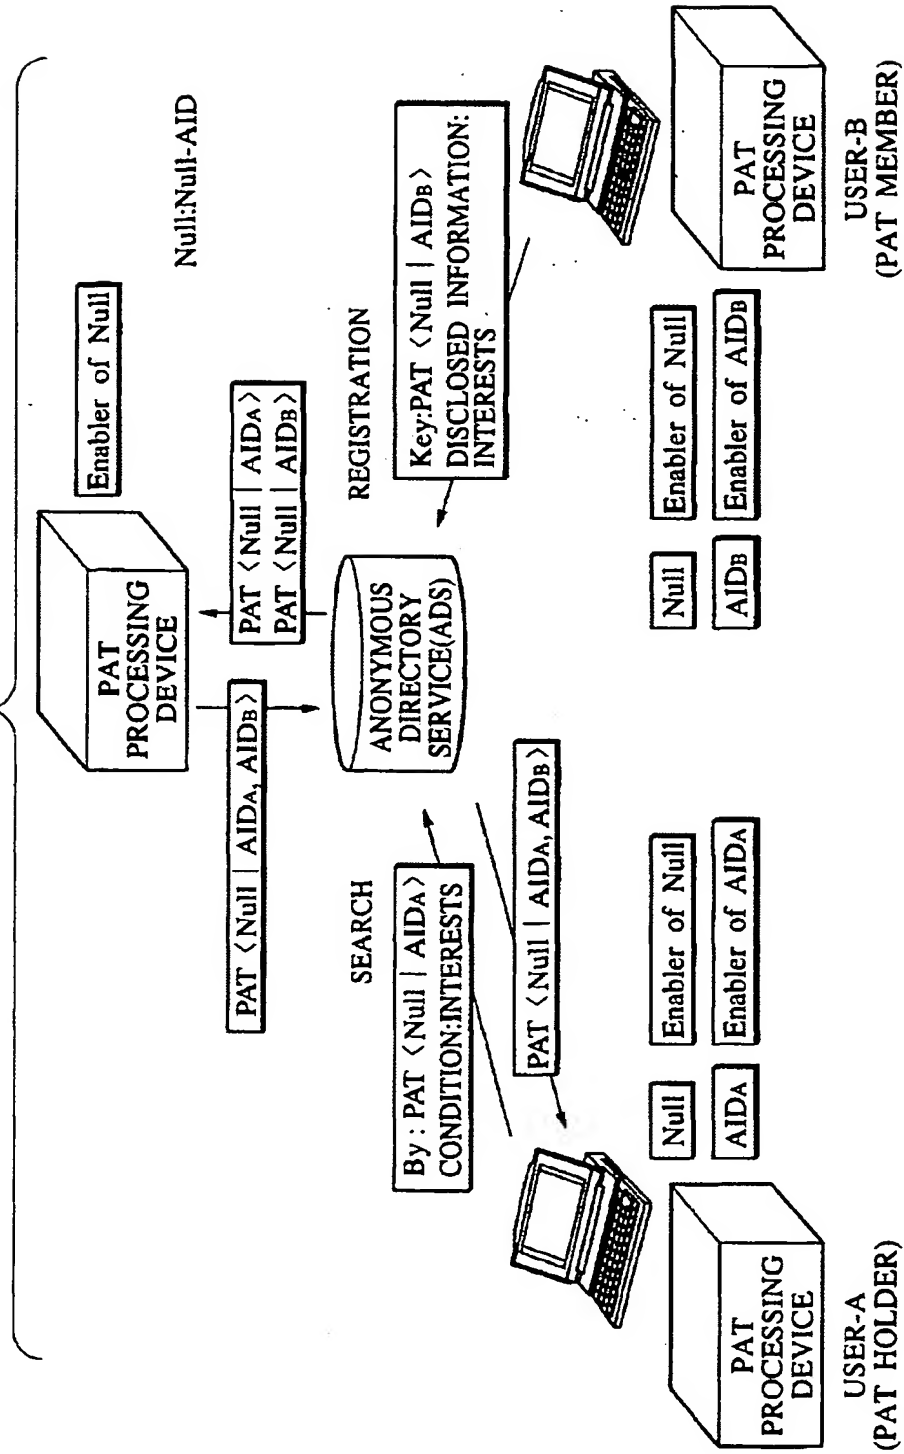 Null:Null-AID
Enabler of Null
PAT
PROCESSING
DEVICE
PAT <Null | AIDA, AIDB>
PAT <Null | AIDA>
PAT <Null | AIDB>
ANONYMOUS
DIRECTORY
SERVICE(ADS)
SEARCH
By : PAT <Null | AIDA>
CONDITION:INTERESTS
PAT <Null | AIDA, AIDB>
REGISTRATION
Key:PAT <Null | AIDB>
DISCLOSED INFORMATION:
INTERESTS
PAT
PROCESSING
DEVICE
USER-A
(PAT HOLDER)
Null
Enabler of Null
AIDA
Enabler of AIDA
Null
Enabler of Null
AIDB
Enabler of AIDB
PAT
PROCESSING
DEVICE
USER-B
(PAT MEMBER)